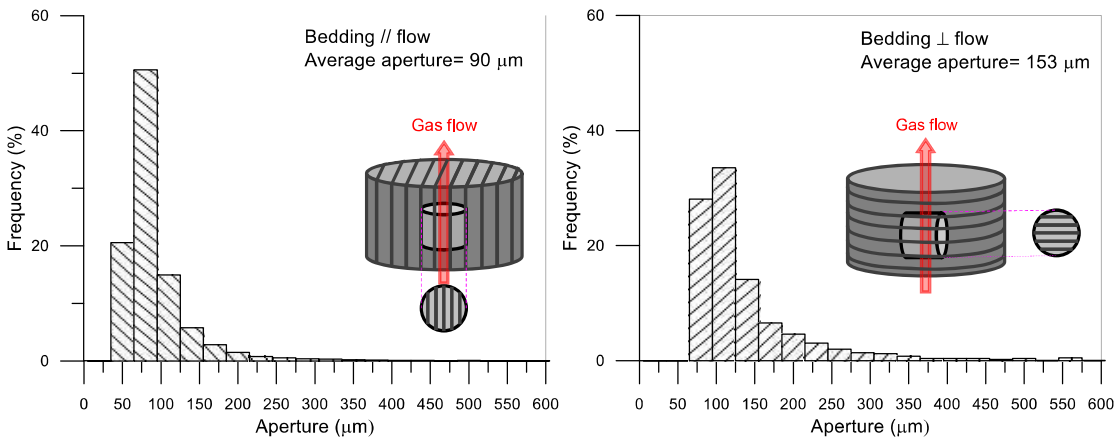 60
40
20
0
Frequency (%)
Bedding // flow
Average aperture= 90 μm
Gas flow
0 50 100 150 200 250 300 350 400 450 500 550 600
Aperture (μm)
60
40
20
0
Frequency (%)
Bedding ⊥ flow
Average aperture= 153 μm
Gas flow
0 50 100 150 200 250 300 350 400 450 500 550 600
Aperture (μm)